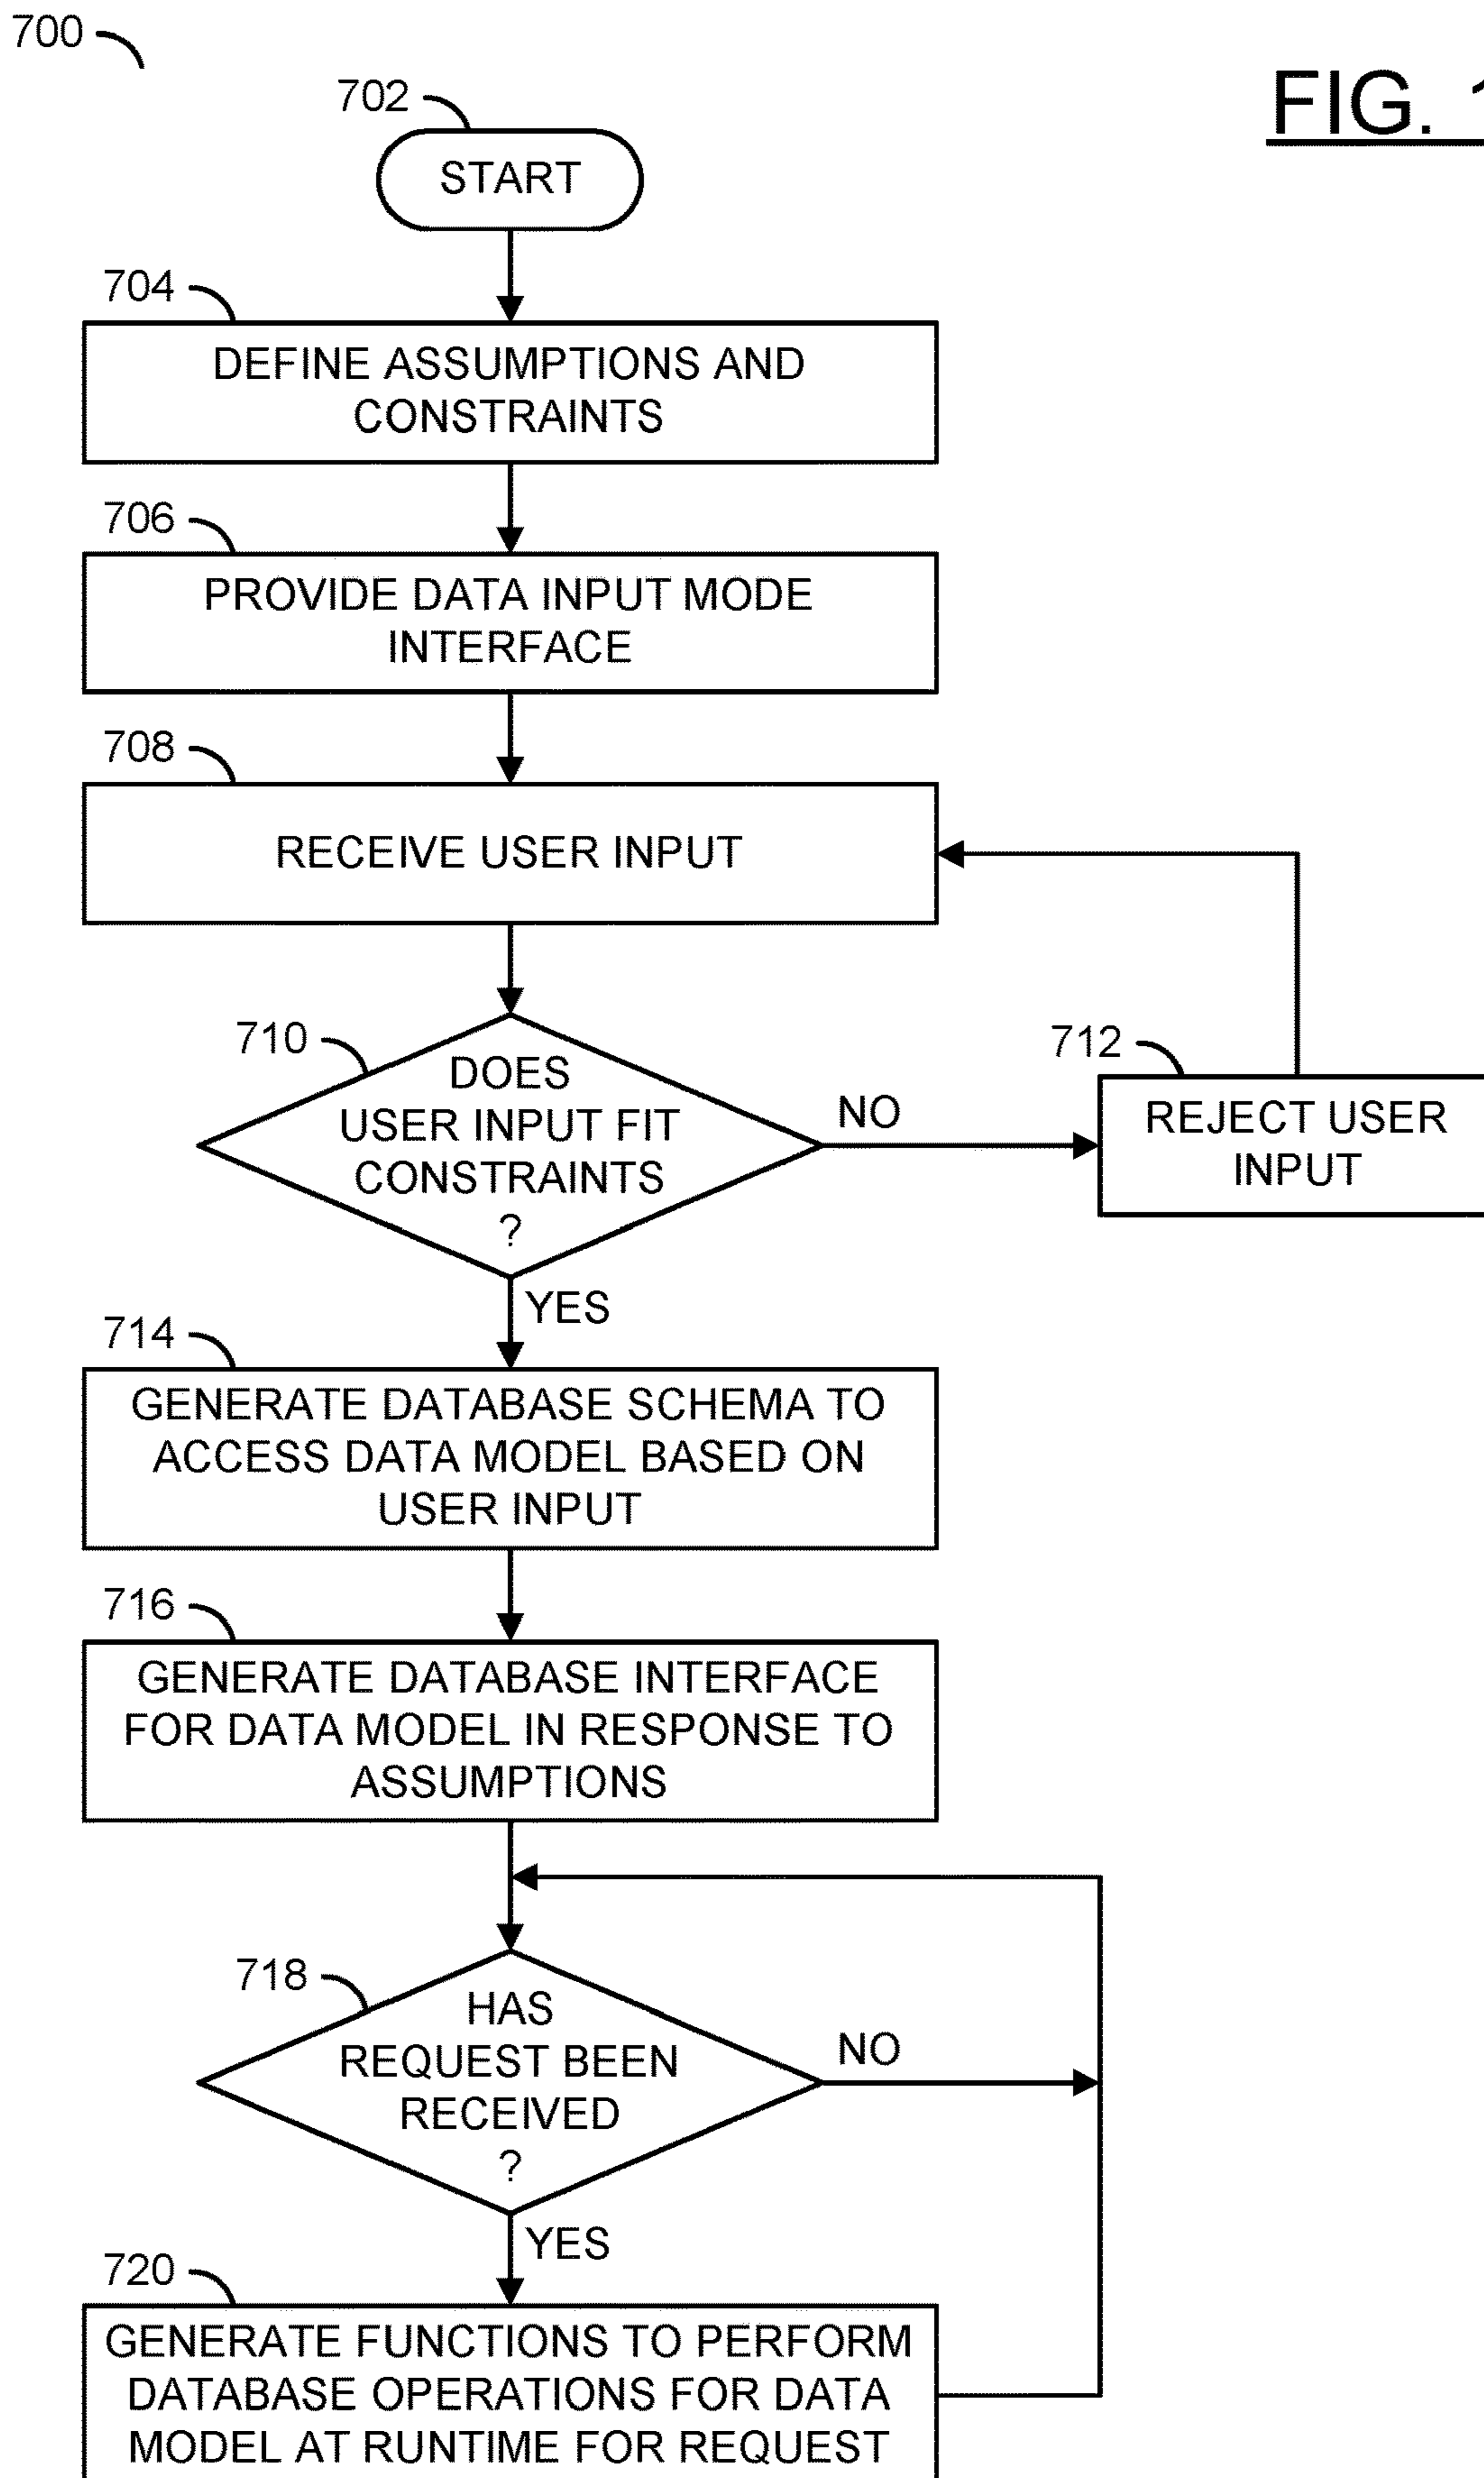 700
FIG. 1
702
START
704
DEFINE ASSUMPTIONS AND
CONSTRAINTS
706
PROVIDE DATA INPUT MODE
INTERFACE
708
RECEIVE USER INPUT
710
DOES
USER INPUT FIT
CONSTRAINTS
?
NO
712
REJECT USER
INPUT
YES
714
GENERATE DATABASE SCHEMA TO
ACCESS DATA MODEL BASED ON
USER INPUT
716
GENERATE DATABASE INTERFACE
FOR DATA MODEL IN RESPONSE TO
ASSUMPTIONS
718
HAS
REQUEST BEEN
RECEIVED
?
NO
YES
720
GENERATE FUNCTIONS TO PERFORM
DATABASE OPERATIONS FOR DATA
MODEL AT RUNTIME FOR REQUEST